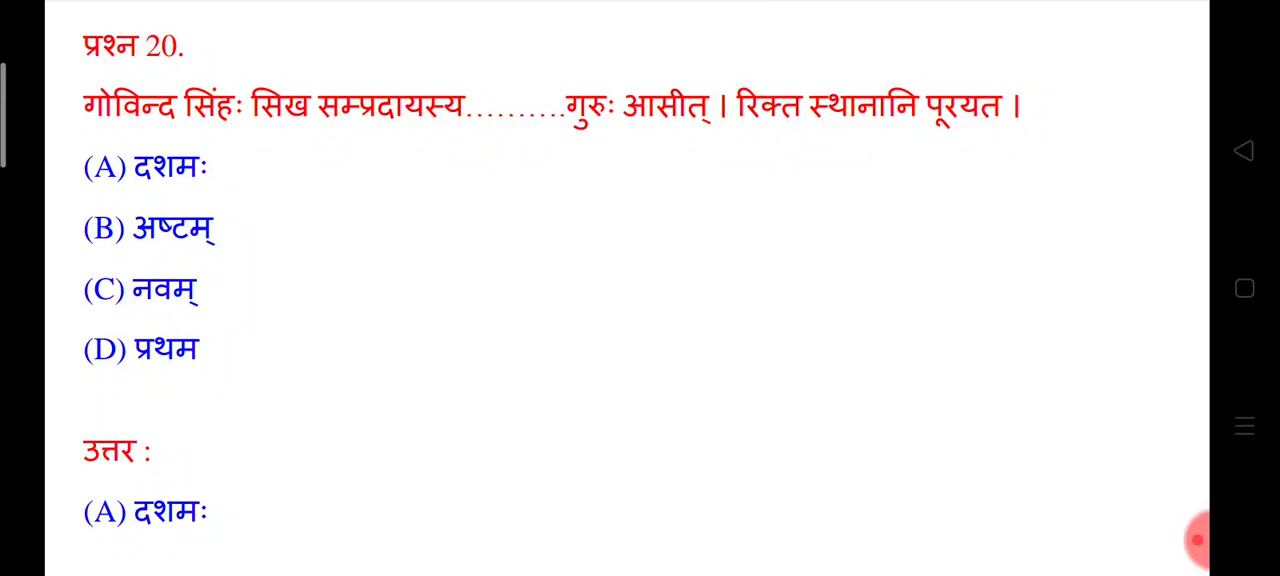 प्रश्न 20.
गोविन्द सिंहः सिख सम्प्रदायस्य..........गुरुः आसीत् । रिक्त स्थानानि पूरयत ।
(A) दशमः
(B) अष्टम्
(C) नवम्
(D) प्रथम
उत्तर :
(A) दशमः